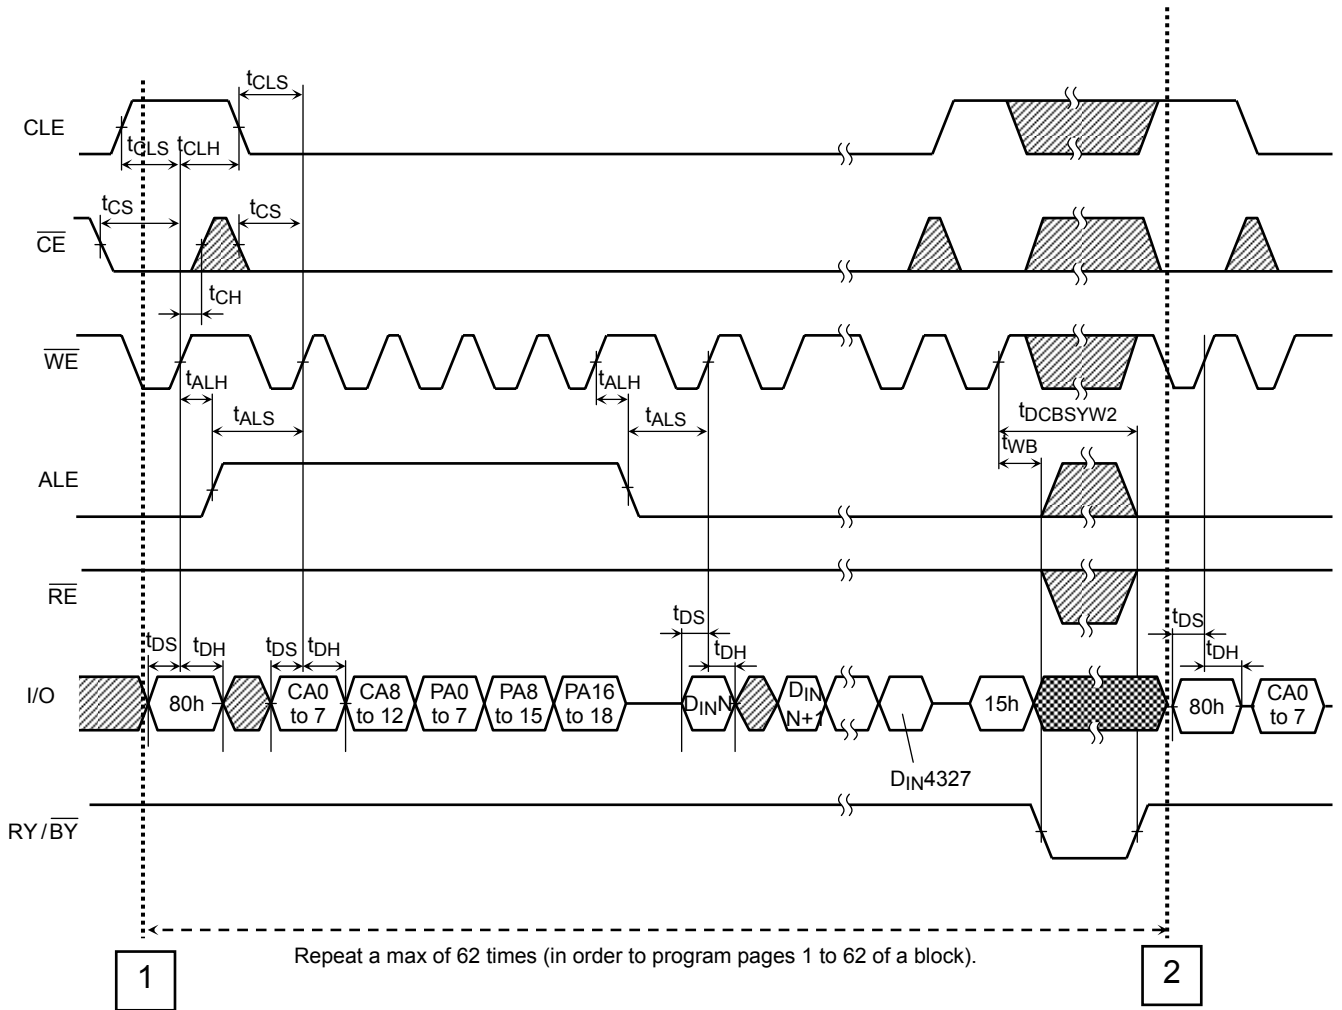 tCLS
CLE
tCLS tCLH
tCS tCS
CE
tCH
WE
tALH tALH
tALS tALS
tDCBSYW2
tWB
ALE
RE
tDS tDH tDS tDH tDS tDH tDS tDH
I/O
80h
CA0 to 7
CA8 to 12
PA0 to 7
PA8 to 15
PA16 to 18
DINN
DIN N+1
15h
80h
CA0 to 7
DIN4327
RY/BY
1
Repeat a max of 62 times (in order to program pages 1 to 62 of a block).
2